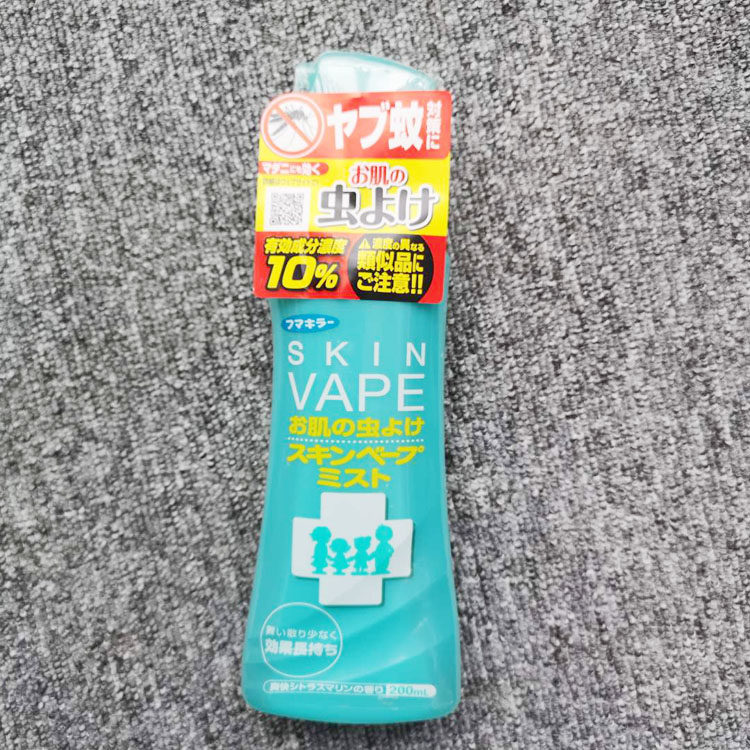 ヤブ蚊対策に
マダニにも効く
お肌の
虫よけ
有効成分濃度
10%
濃度の異なる
類似品に
ご注意!!
フマキラー
SKIN
VAPE
お肌の虫よけ
スキンベープ
ミスト
舞い散り少なく
効果長持ち
爽快シトラスマリンの香り 200mL